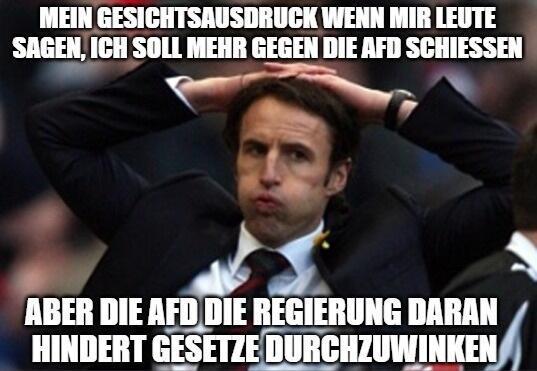 MEIN GESICHTSAUSDRUCK WENN MIR LEUTE
SAGEN, ICH SOLL MEHR GEGEN DIE AFD SCHIESSEN
ABER DIE AFD DIE REGIERUNG DARAN
HINDERT GESETZE DURCHZUWINKEN